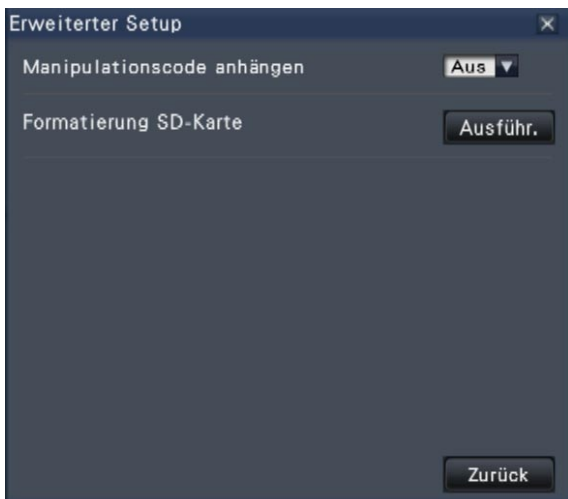 Erweiterter Setup
Manipulationscode anhängen Aus
Formatierung SD-Karte Ausführ.
Zurück